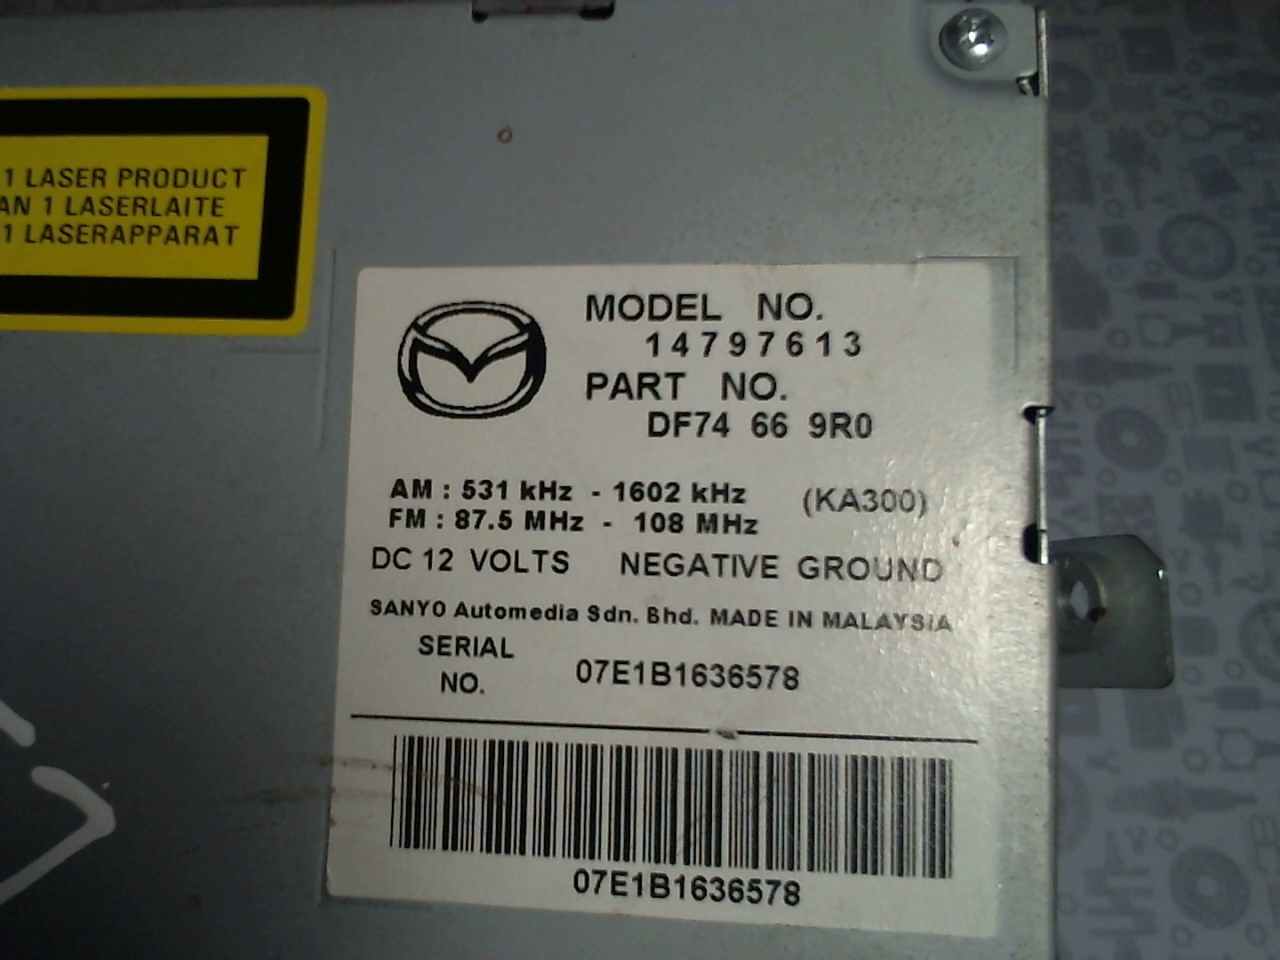 1 LASER PRODUCT
AN 1 LASERLAITE
1 LASERAPPARAT
MODEL NO.
14797613
PART NO.
DF74 66 9R0
AM : 531 kHz - 1602 kHz (KA300)
FM : 87.5 MHz - 108 MHz
DC 12 VOLTS NEGATIVE GROUND
SANYO Automedia Sdn. Bhd. MADE IN MALAYSIA
SERIAL
NO. 07E1B1636578
07E1B1636578